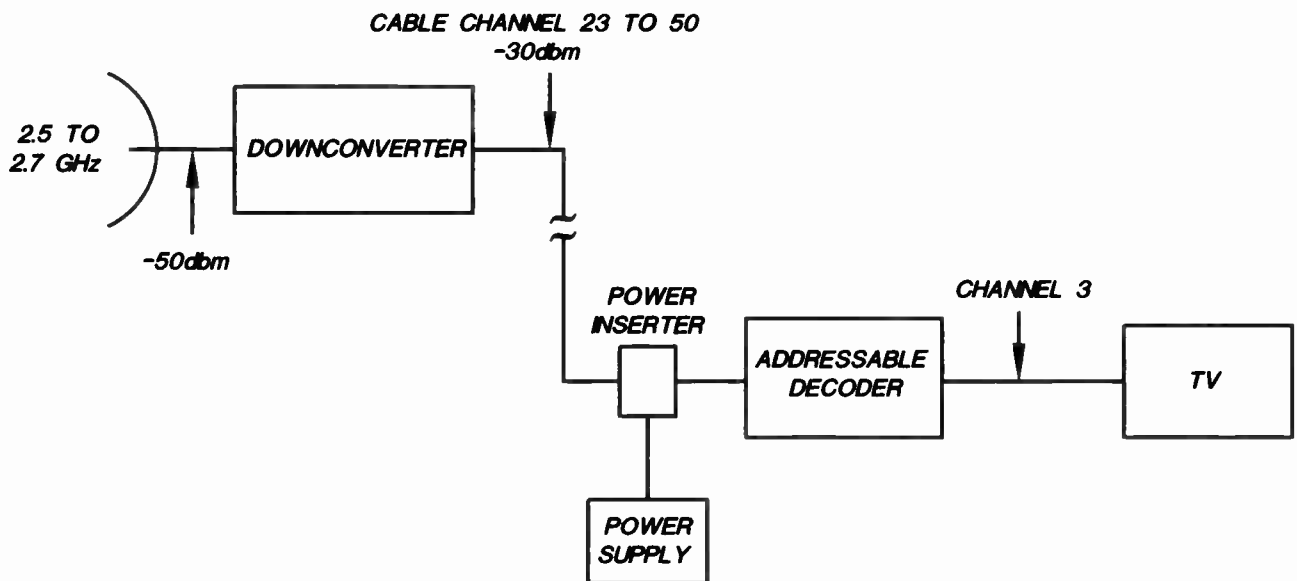 CABLE CHANNEL 23 TO 50
-30dbm
2.5 TO
2.7 GHz
DOWNCONVERTER
-50dbm
POWER
INSERTER
CHANNEL 3
ADDRESSABLE
DECODER
TV
POWER
SUPPLY